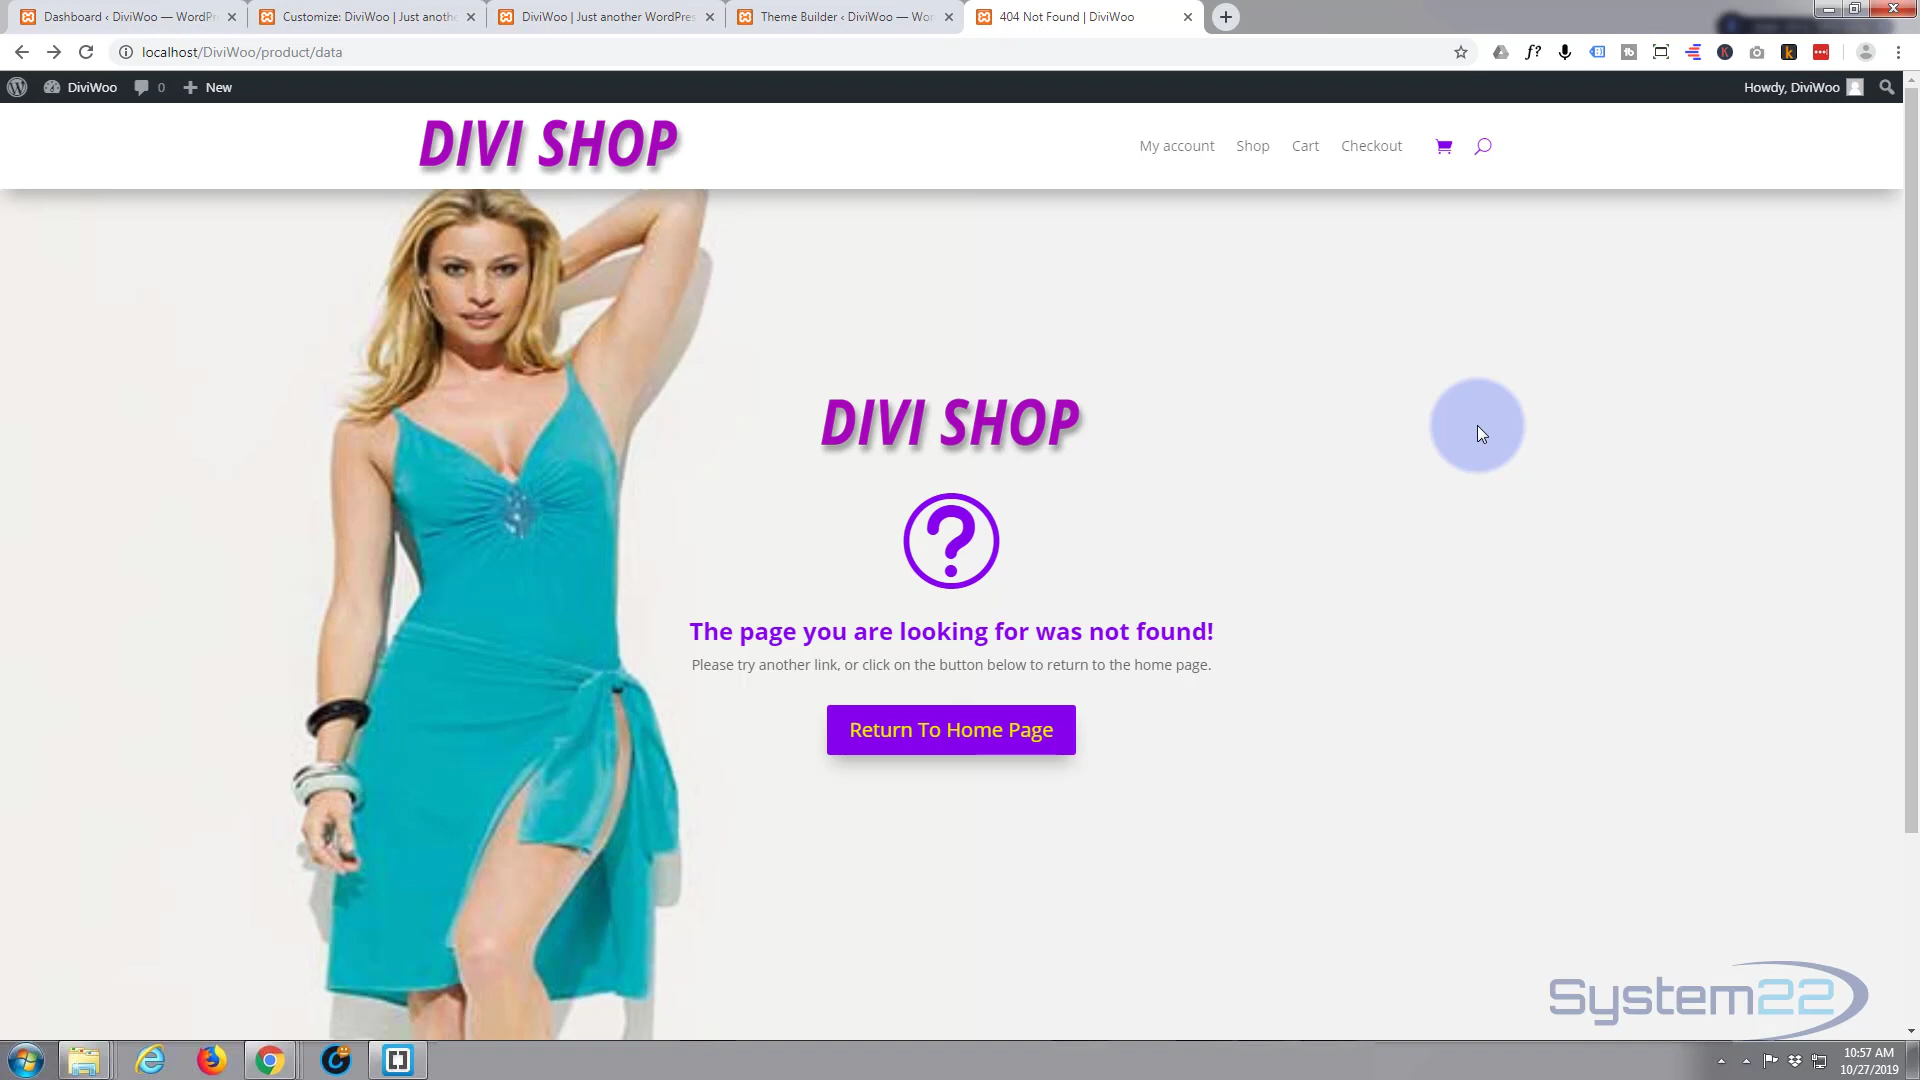 Dashboard ‹ DiviWoo — WordPr
Customize: DiviWoo | Just anothe
DiviWoo | Just another WordPres
Theme Builder ‹ DiviWoo — Wor
404 Not Found | DiviWoo
localhost/DiviWoo/product/data
DiviWoo
0
New
Howdy, DiviWoo
DIVI SHOP
My account
Shop
Cart
Checkout
DIVI SHOP
?
The page you are looking for was not found!
Please try another link, or click on the button below to return to the home page.
Return To Home Page
System22
10:57 AM
10/27/2019